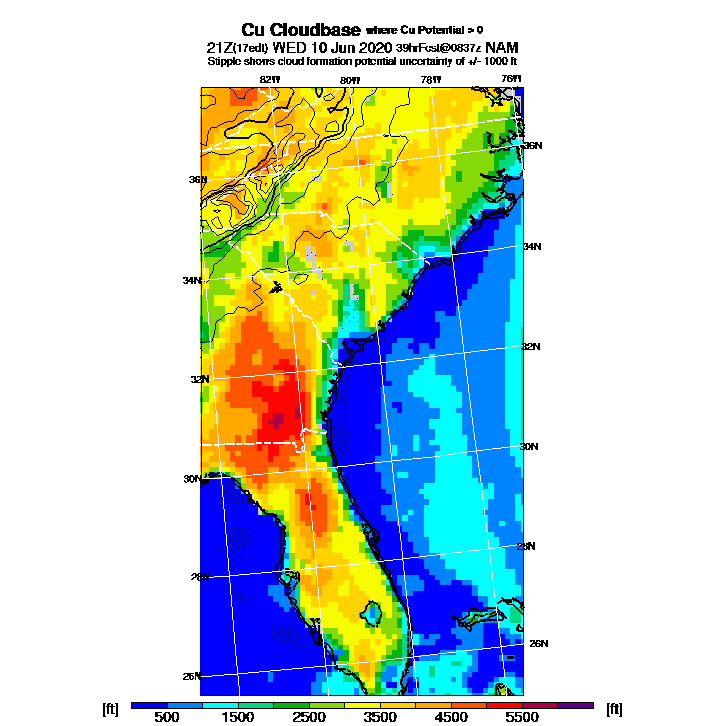 Cu Cloudbase where Cu Potential > 0
21Z(17edt) WED 10 Jun 2020 39hrFcst@0837z NAM
Stipple shows cloud formation potential uncertainty of +/- 1000 ft
82W 80W 78W 76W
36N
36N
34N
34N
32N
32N
30N
30N
28N
28N
26N
26N
[ft] 500 1500 2500 3500 4500 5500 [ft]